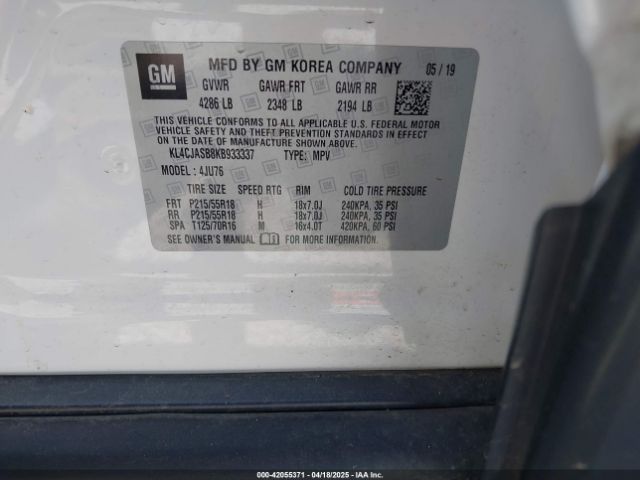 GM
MFD BY GM KOREA COMPANY 05/19
GVWR GAWR FRT GAWR RR
4286 LB 2348 LB 2194 LB
THIS VEHICLE CONFORMS TO ALL APPLICABLE U.S. FEDERAL MOTOR
VEHICLE SAFETY AND THEFT PREVENTION STANDARDS IN EFFECT ON
THE DATE OF MANUFACTURE SHOWN ABOVE.
KL4CJASB8KB933337 TYPE: MPV
MODEL: 4JU76
TIRE SIZE SPEED RTG RIM COLD TIRE PRESSURE
FRT P215/55R18 H 18x7.0J 240KPA, 35 PSI
RR P215/55R18 H 18x7.0J 240KPA, 35 PSI
SPA T125/70R16 M 16x4.0T 420KPA, 60 PSI
SEE OWNER'S MANUAL FOR MORE INFORMATION.
000-42055371 - 04/18/2025 - IAA Inc.